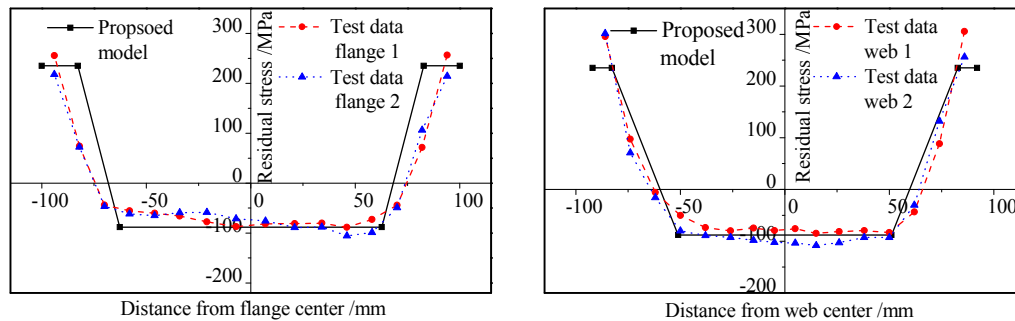 Propsoed
model
Test data
flange 1
Test data
flange 2
Residual stress /MPa
300
200
100
0
-100
-200
-100
-50
0
50
100
Distance from flange center /mm
Proposed
model
Test data
web 1
Test data
web 2
Residual stress /MPa
300
200
100
0
-100
-200
-100
-50
0
50
100
Distance from web center /mm